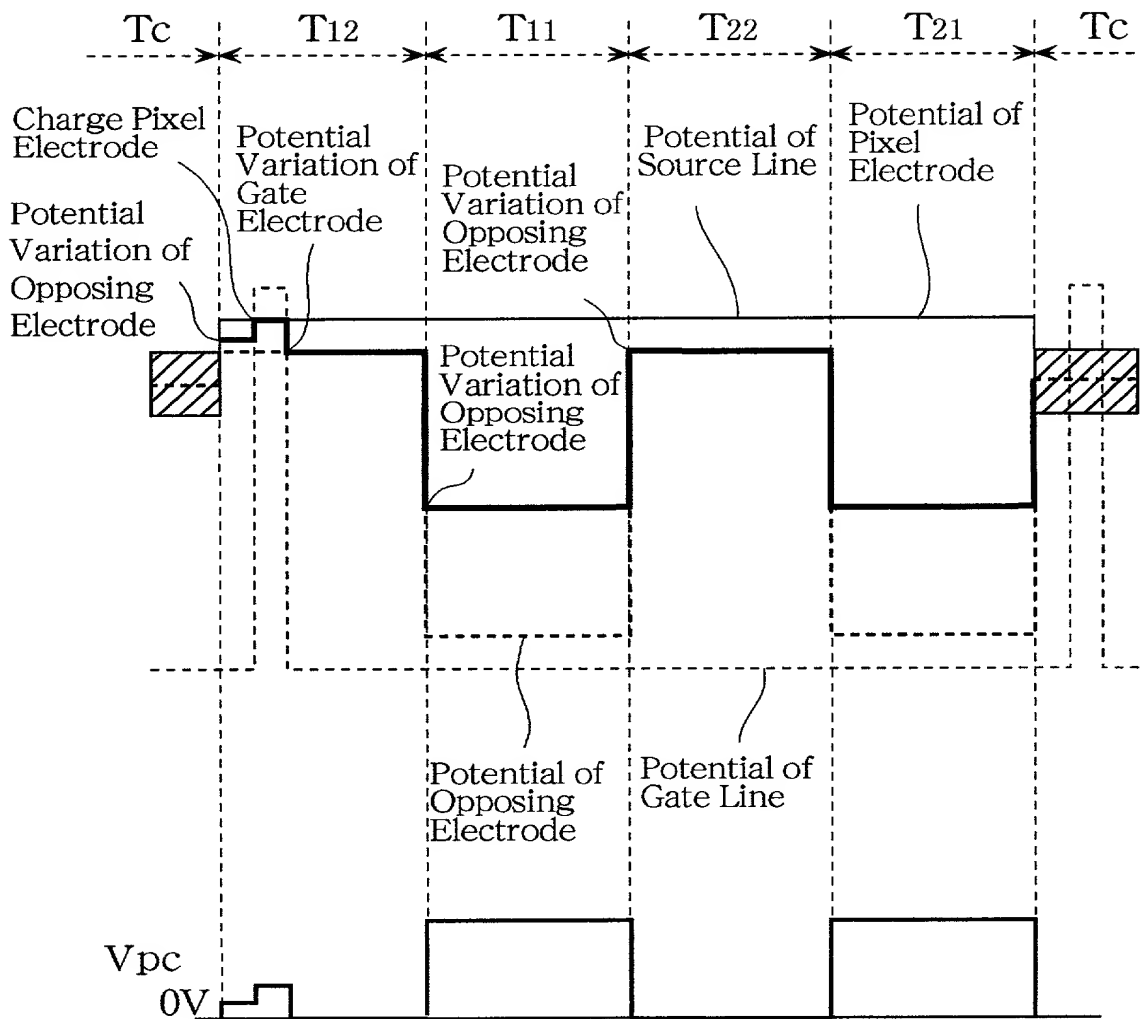 Tc T12 T11 T22 T21 Tc
Charge Pixel
Electrode
Potential
Variation of
Gate
Electrode
Potential
Variation of
Opposing
Electrode
Potential of
Source Line
Potential of
Pixel
Electrode
Potential
Variation of
Opposing
Electrode
Potential
Variation of
Opposing
Electrode
Potential of
Opposing
Electrode
Potential of
Gate Line
Vpc
0V